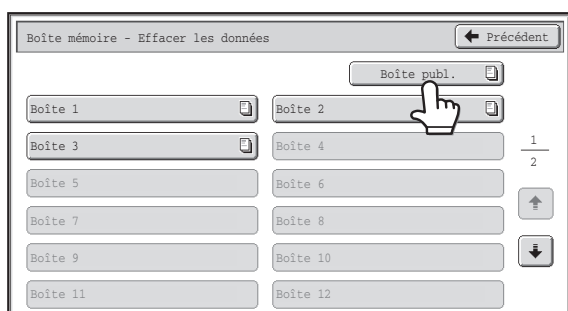 Boîte mémoire - Effacer les données
Précédent
Boîte publ.
Boîte 1
Boîte 2
Boîte 3
Boîte 4
1
2
Boîte 5
Boîte 6
Boîte 7
Boîte 8
Boîte 9
Boîte 10
Boîte 11
Boîte 12